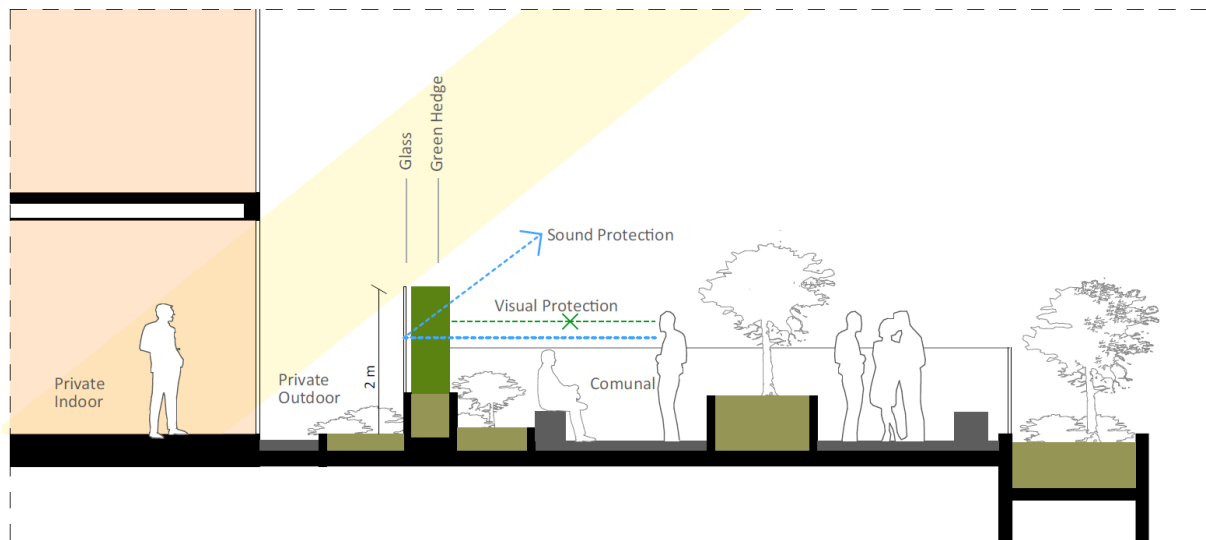 Glass
Green Hedge
Sound Protection
Visual Protection
2 m
Private
Indoor
Private
Outdoor
Comunal